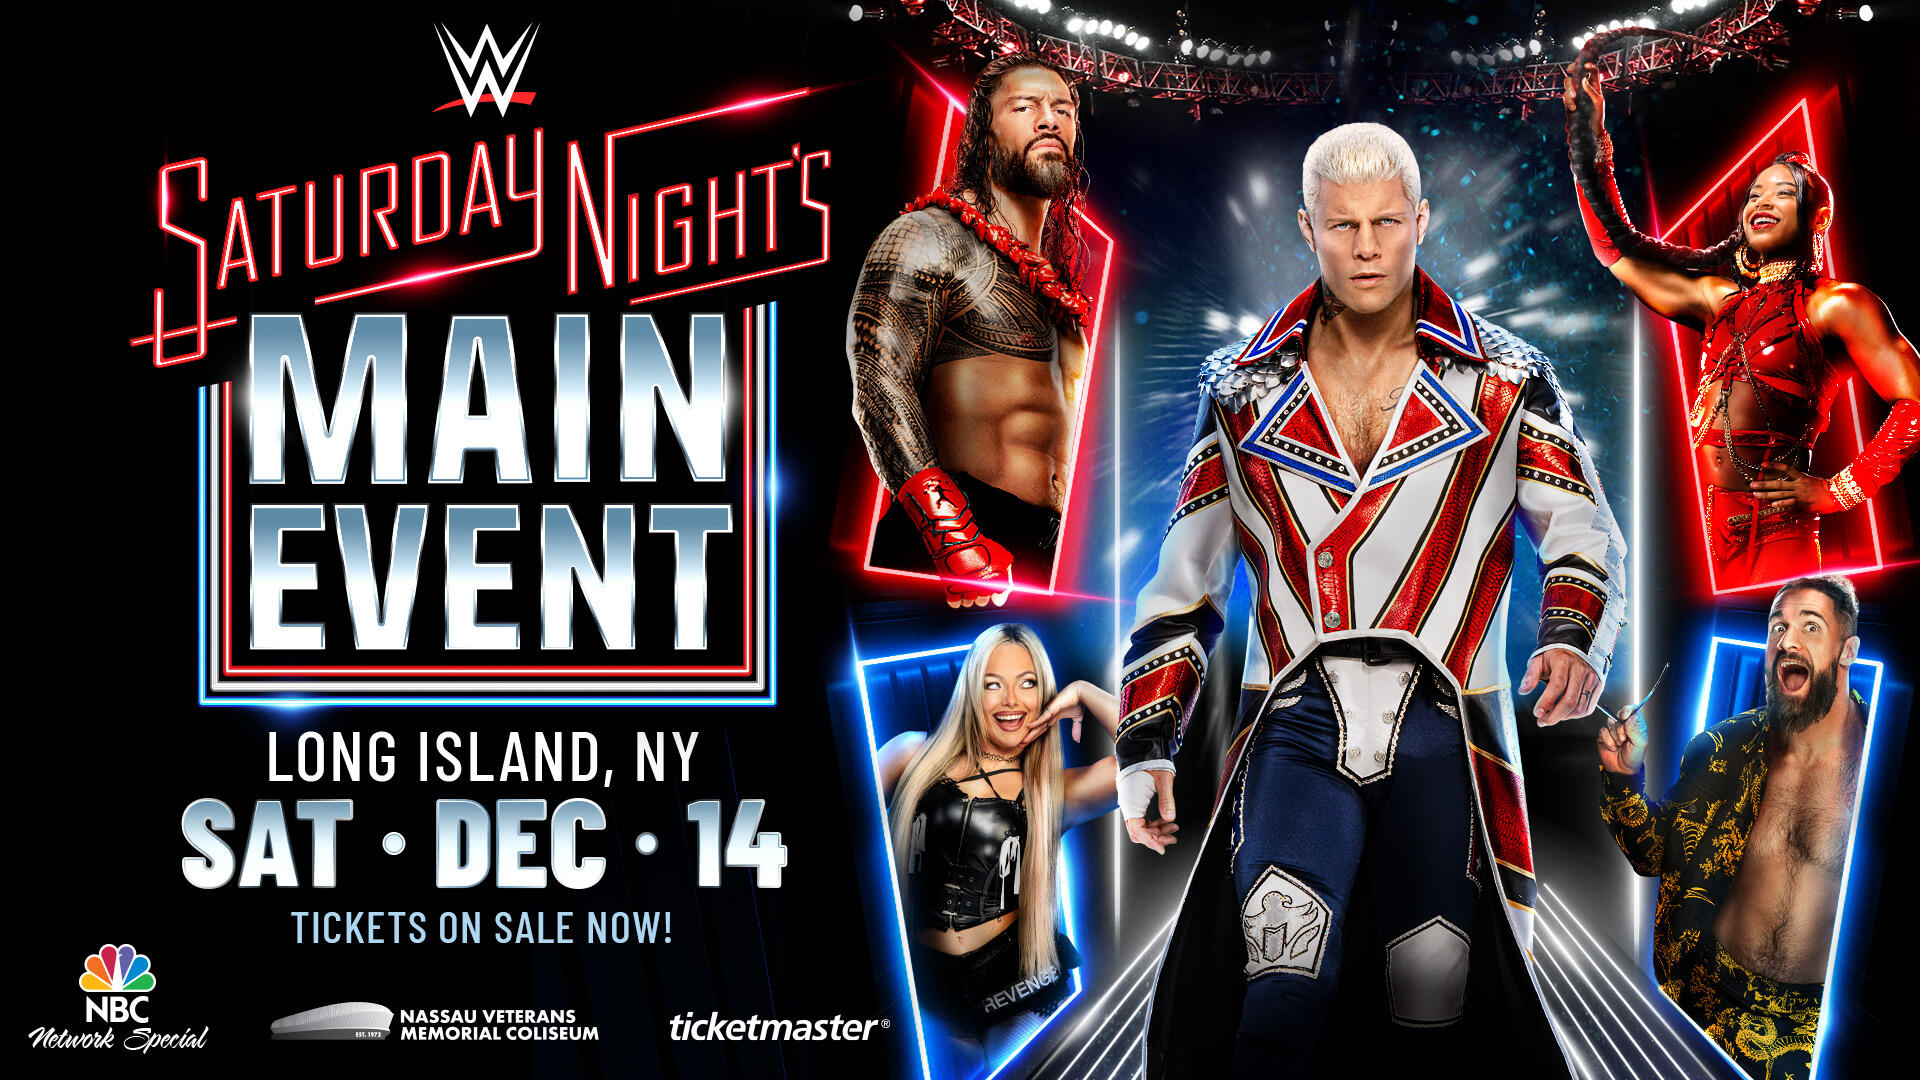 W
SATURDAY NIGHT'S
MAIN
EVENT
LONG ISLAND, NY
SAT • DEC • 14
TICKETS ON SALE NOW!
NBC
Network Special
EST. 1972
NASSAU VETERANS
MEMORIAL COLISEUM
ticketmaster®
REVENGE